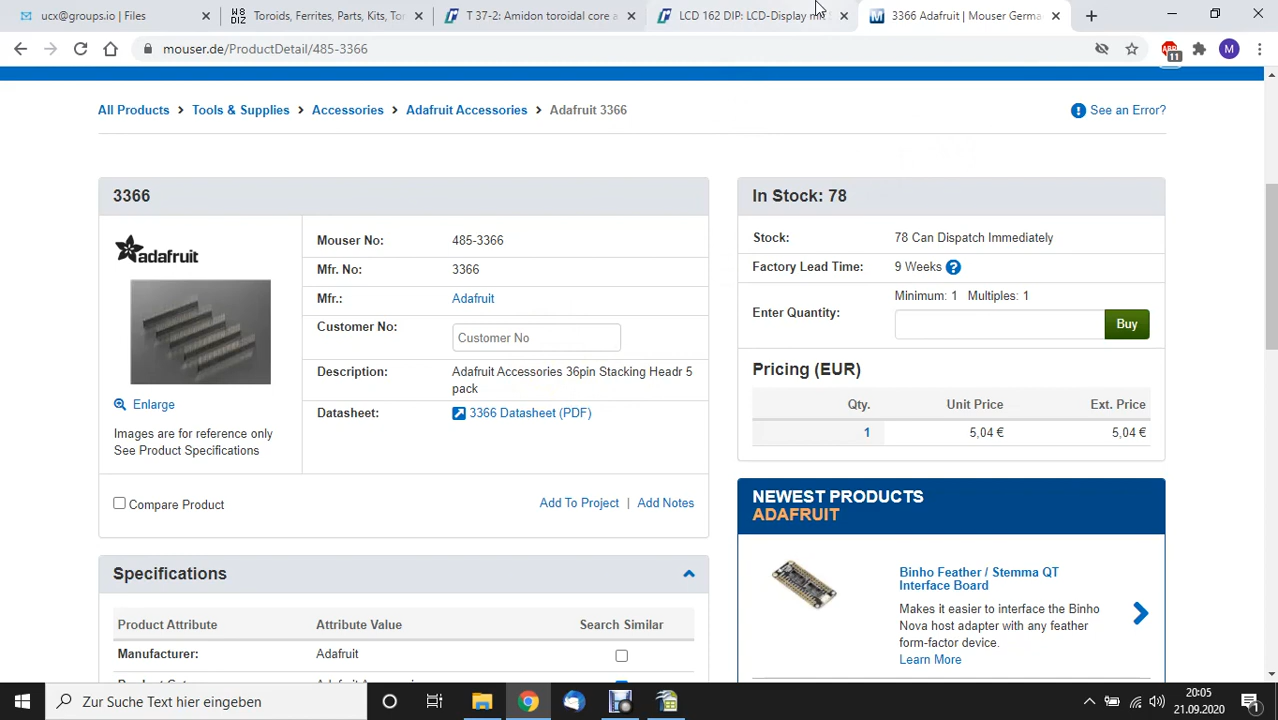 ucx@groups.io | Files
W8 DIZ
Toroids, Ferrites, Parts, Kits, To
T 37-2: Amidon toroidal core a
LCD 162 DIP: LCD-Display
3366 Adafruit | Mouser Germa
mouser.de/ProductDetail/485-3366
ABP
11
M
All Products
Tools & Supplies
Accessories
Adafruit Accessories
Adafruit 3366
See an Error?
3366
adafruit
Enlarge
Images are for reference only
See Product Specifications
Mouser No: 485-3366
Mfr. No: 3366
Mfr.: Adafruit
Customer No: Customer No
Description: Adafruit Accessories 36pin Stacking Headr 5
pack
Datasheet: 3366 Datasheet (PDF)
Compare Product
Add To Project | Add Notes
In Stock: 78
Stock: 78 Can Dispatch Immediately
Factory Lead Time: 9 Weeks ?
Minimum: 1 Multiples: 1
Enter Quantity: Buy
Pricing (EUR)
Qty. Unit Price Ext. Price
1 5,04 € 5,04 €
NEWEST PRODUCTS
ADAFRUIT
Binho Feather / Stemma QT
Interface Board
Makes it easier to interface the Binho
Nova host adapter with any feather
form-factor device.
Learn More
Specifications
Product Attribute Attribute Value Search Similar
Manufacturer: Adafruit
Zur Suche Text hier eingeben
20:05
21.09.2020
1